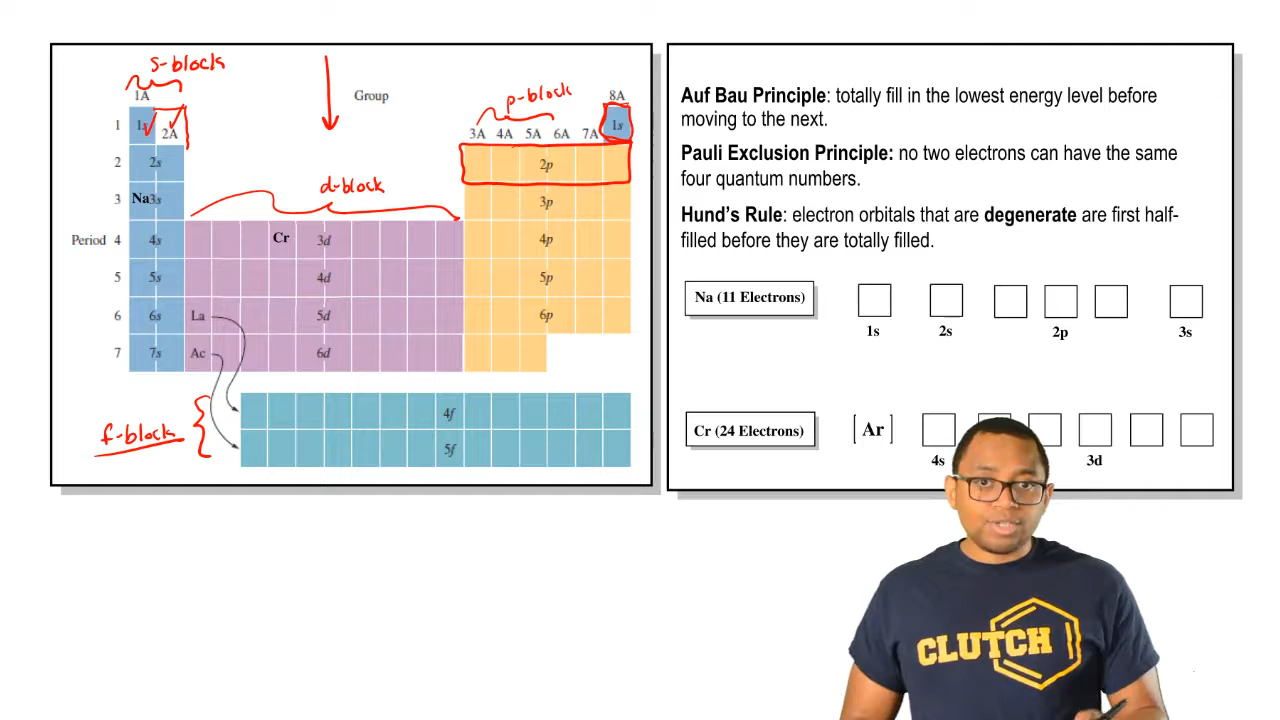 s-block
1A
Group
p-block
8A
1 1s 2A
3A 4A 5A 6A 7A 1s
2 2s 2p
d-block
3 Na 3s 3p
Period 4 4s Cr 3d 4p
5 5s 4d 5p
6 6s La 5d 6p
7 7s Ac 6d
4f
f-block
5f
Auf Bau Principle: totally fill in the lowest energy level before
moving to the next.
Pauli Exclusion Principle: no two electrons can have the same
four quantum numbers.
Hund's Rule: electron orbitals that are degenerate are first half-
filled before they are totally filled.
Na (11 Electrons)
1s 2s 2p 3s
Cr (24 Electrons) [Ar]
4s 3d
CLUTCH